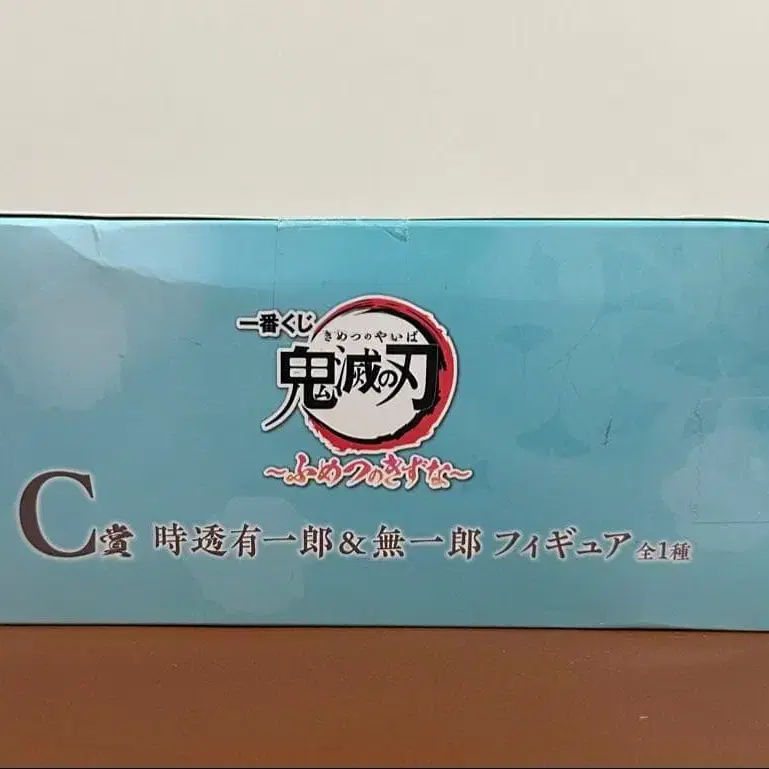 一番くじ
きめつのやいば
鬼滅の刃
～ふめつのきずな～
C賞 時透有一郎＆無一郎 フィギュア 全1種